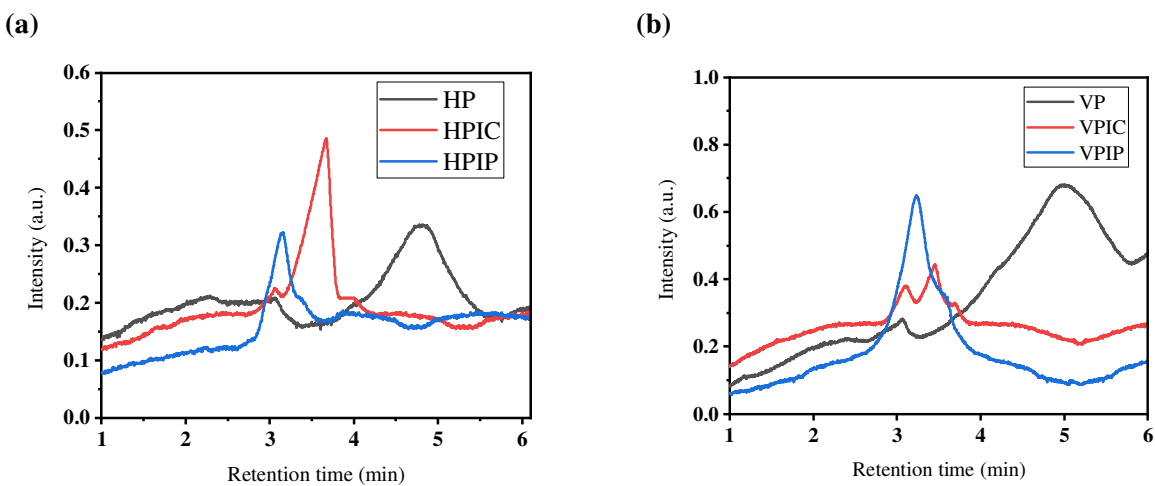 (a)
0.6
0.5
0.4
0.3
0.2
0.1
0.0
Intensity (a.u.)
HP
HPIC
HPIP
1 2 3 4 5 6
Retention time (min)
(b)
1.0
0.8
0.6
0.4
0.2
0.0
Intensity (a.u.)
VP
VPIC
VPIP
1 2 3 4 5 6
Retention time (min)